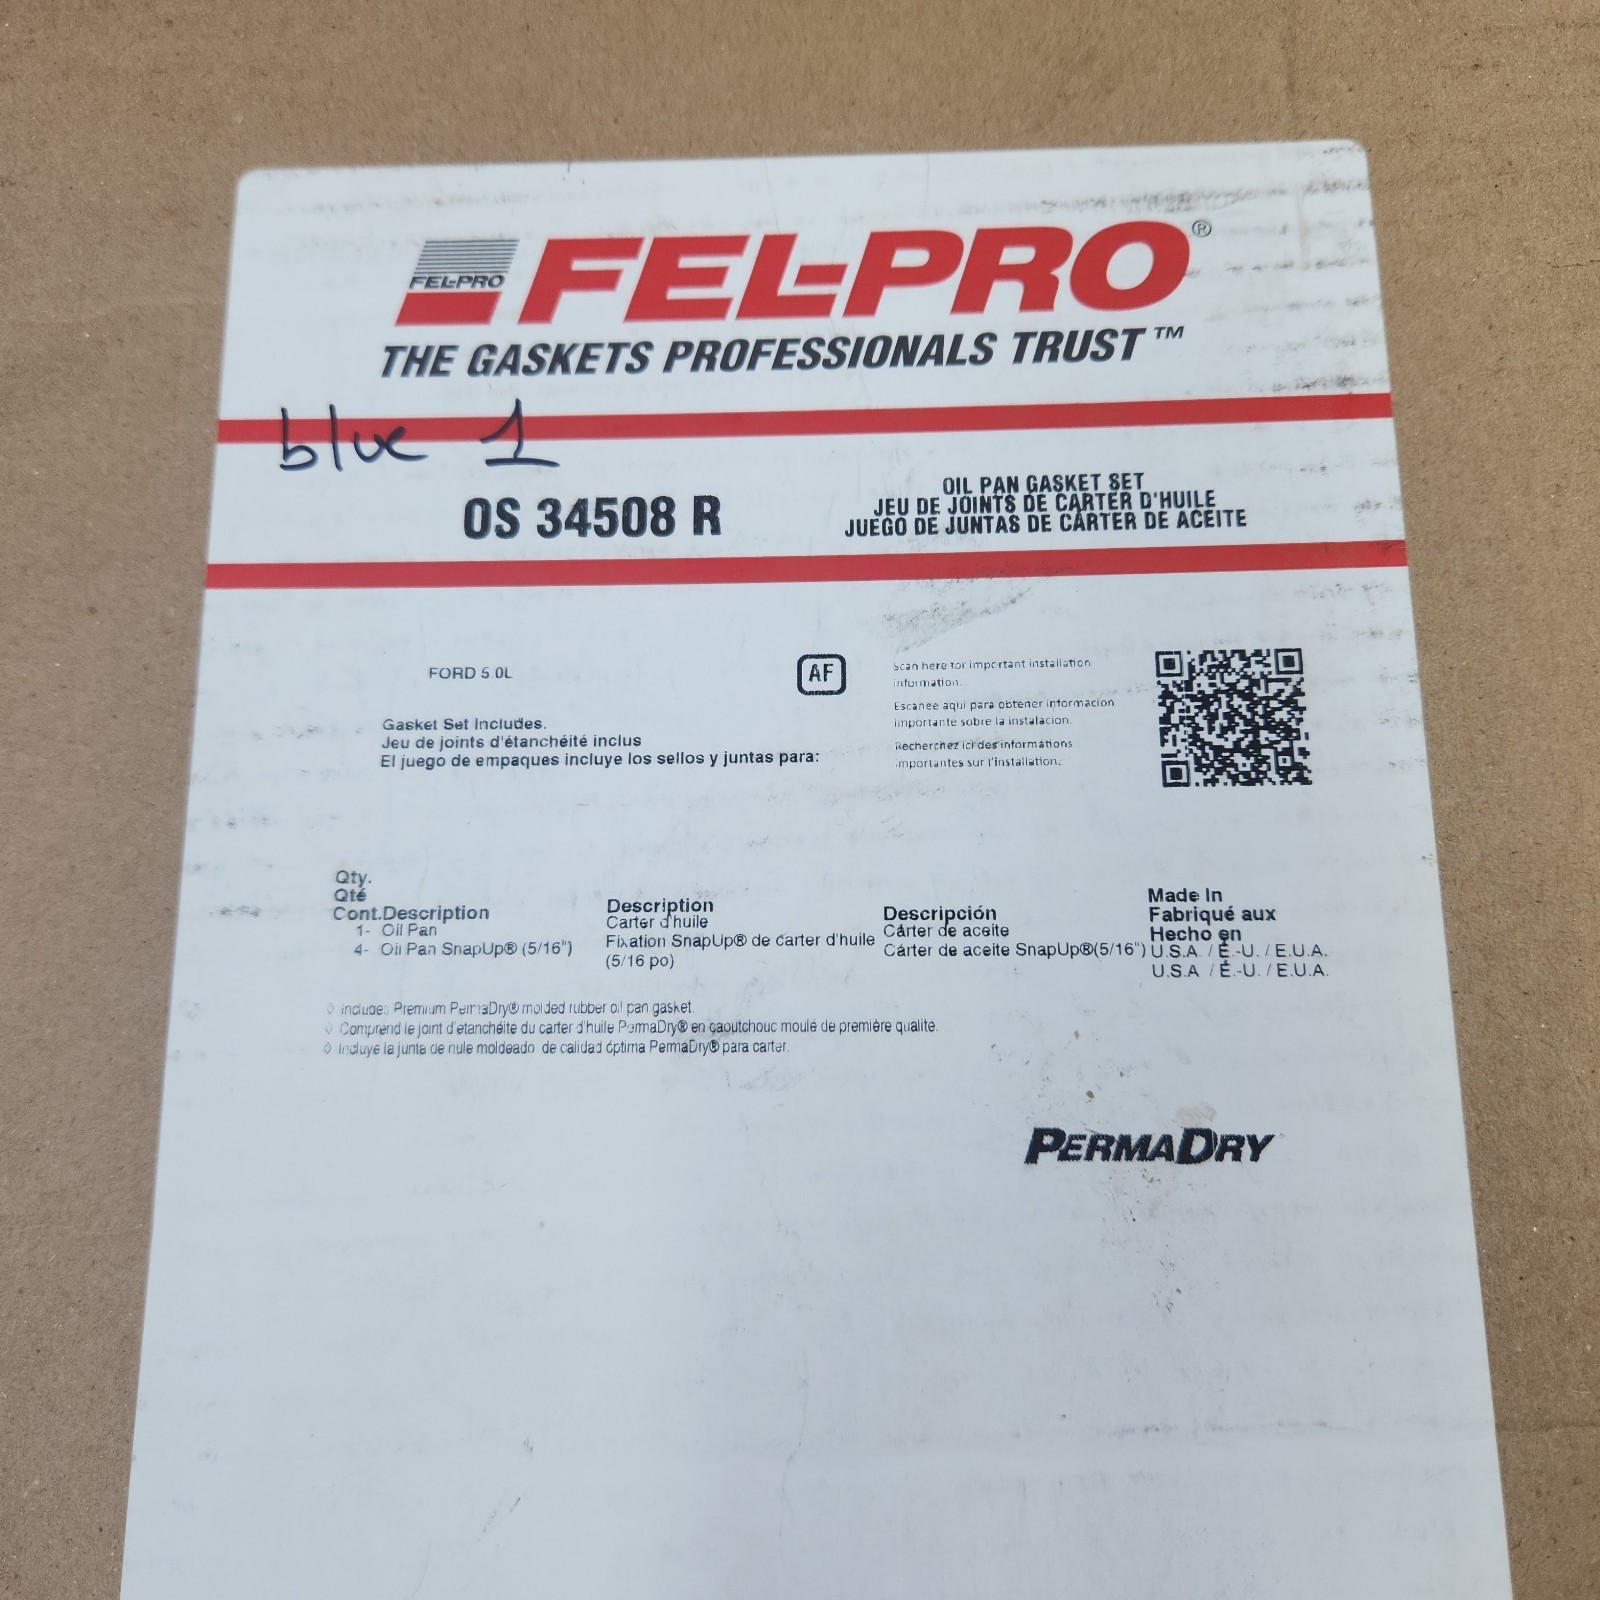 FEL-PRO
FEL-PRO®
THE GASKETS PROFESSIONALS TRUST™
blue 1
OS 34508 R
OIL PAN GASKET SET
JEU DE JOINTS DE CARTER D'HUILE
JUEGO DE JUNTAS DE CÁRTER DE ACEITE
FORD 5.0L
AF
Scan here for important installation
information.
Escanee aqui para obtener informacion
importante sobre la instalacion.
Recherchez ici des informations
importantes sur l'installation.
Gasket Set Includes.
Jeu de joints d'étanchéité inclus
El juego de empaques incluye los sellos y juntas para:
Qty.
Qté
Cont. Description Description Descripción Made In
Fabriqué aux
Hecho en
1- Oil Pan Carter d'huile Cárter de aceite U.S.A. / É.-U. / E.U.A.
4- Oil Pan SnapUp® (5/16") Fixation SnapUp® de carter d'huile Cárter de aceite SnapUp®(5/16") U.S.A / É.-U. / E.U.A.
(5/16 po)
◊ Includes Premium PermaDry® molded rubber oil pan gasket.
◊ Comprend le joint d'étanchéité du carter d'huile PermaDry® en caoutchouc moulé de première qualité.
◊ Incluye la junta de hule moldeado de calidad óptima PermaDry® para carter.
PERMADRY